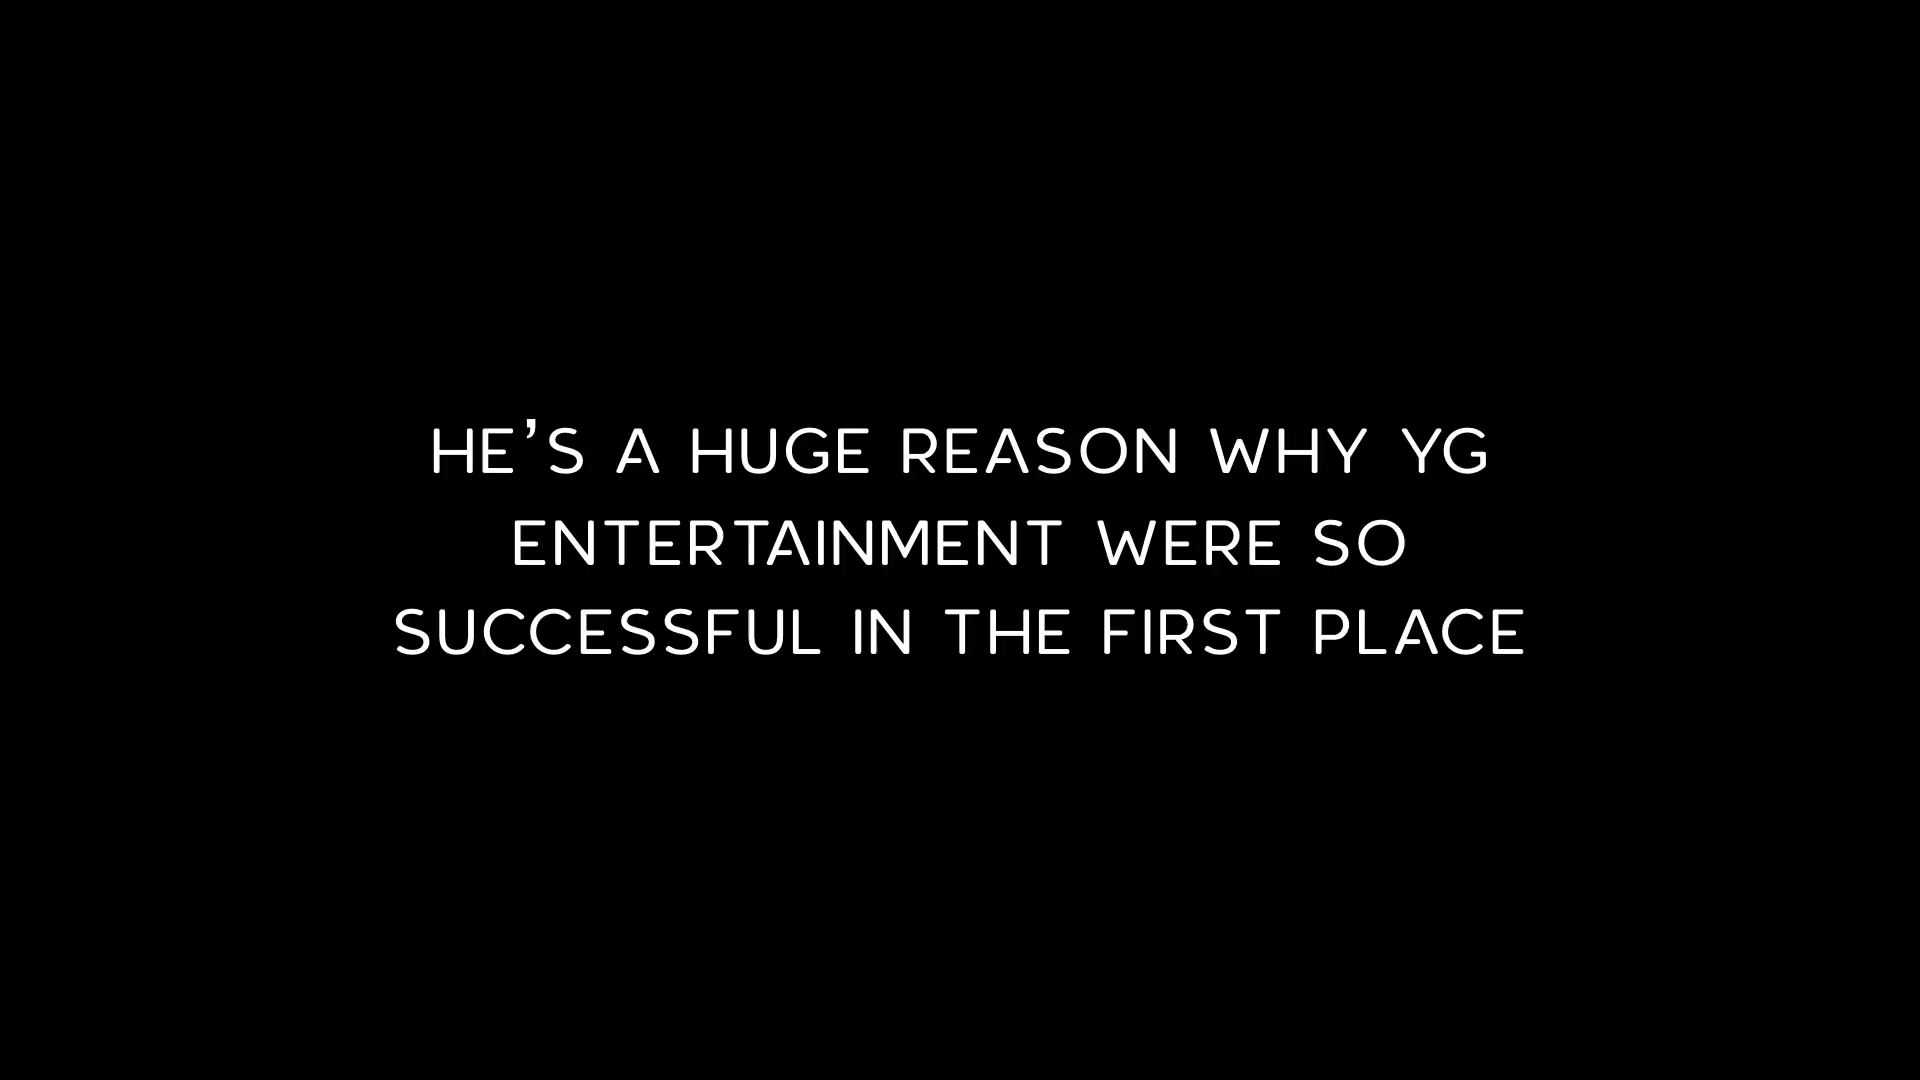 HE'S A HUGE REASON WHY YG
ENTERTAINMENT WERE SO
SUCCESSFUL IN THE FIRST PLACE